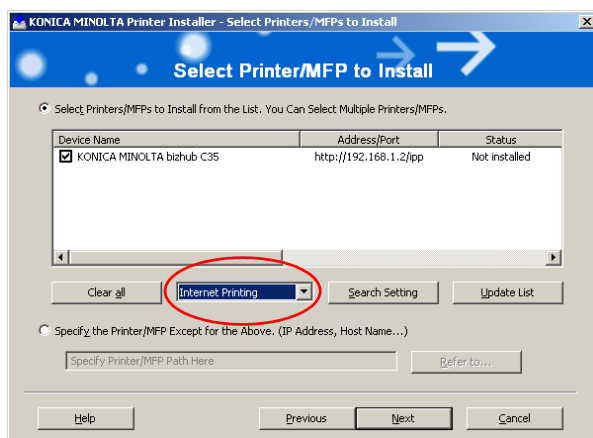 KONICA MINOLTA Printer Installer - Select Printers/MFPs to Install
Select Printer/MFP to Install
Select Printers/MFPs to Install from the List. You Can Select Multiple Printers/MFPs.
Device Name Address/Port Status
KONICA MINOLTA bizhub C35 http://192.168.1.2/ipp Not installed
Clear all Internet Printing Search Setting Update List
Specify the Printer/MFP Except for the Above. (IP Address, Host Name...)
Specify Printer/MFP Path Here Refer to...
Help Previous Next Cancel